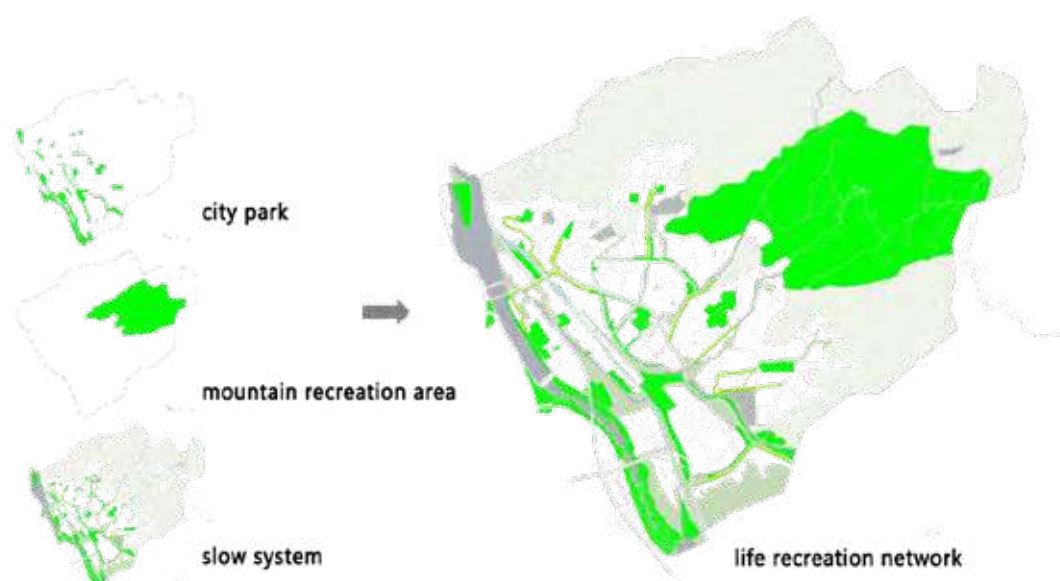 city park
mountain recreation area
slow system
life recreation network